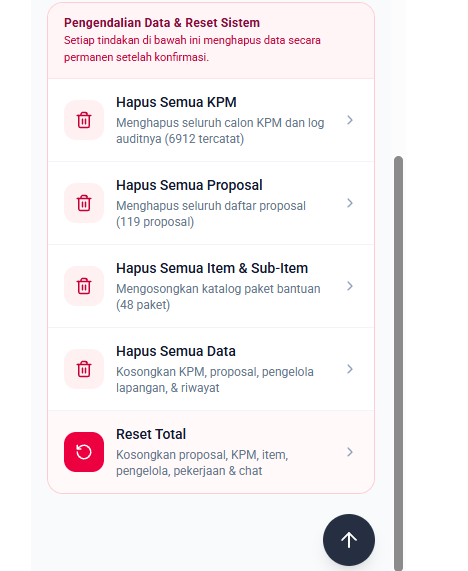 Pengendalian Data & Reset Sistem
Setiap tindakan di bawah ini menghapus data secara
permanen setelah konfirmasi.
Hapus Semua KPM
Menghapus seluruh calon KPM dan log
auditnya (6912 tercatat)
Hapus Semua Proposal
Menghapus seluruh daftar proposal
(119 proposal)
Hapus Semua Item & Sub-Item
Mengosongkan katalog paket bantuan
(48 paket)
Hapus Semua Data
Kosongkan KPM, proposal, pengelola
lapangan, & riwayat
Reset Total
Kosongkan proposal, KPM, item,
pengelola, pekerjaan & chat